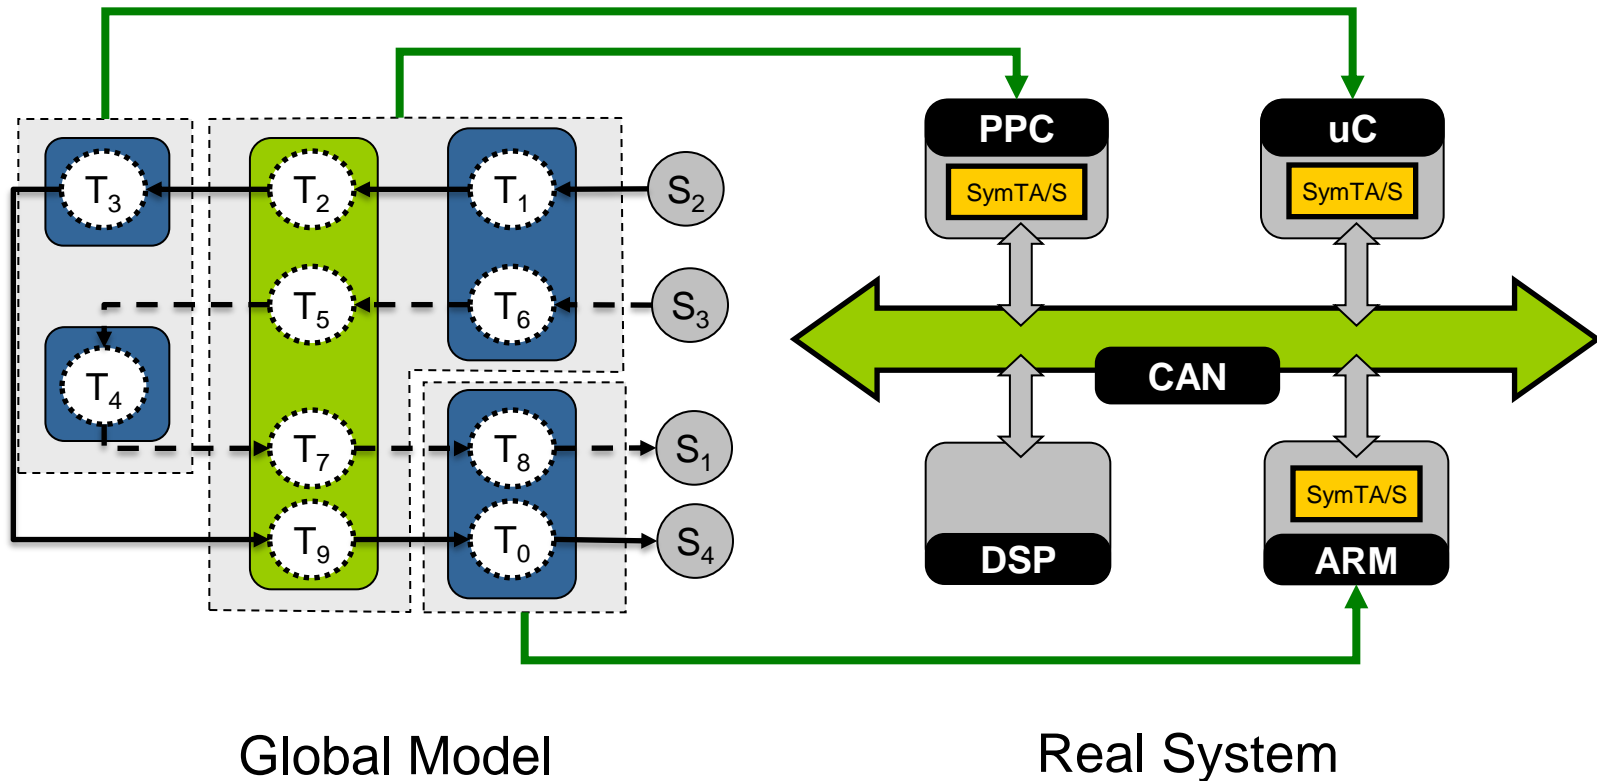 PPC
uC
SymTA/S
SymTA/S
T3
T2
T1
S2
T5
T6
S3
T4
CAN
T7
T8
S1
SymTA/S
T9
T0
S4
DSP
ARM
Global Model
Real System